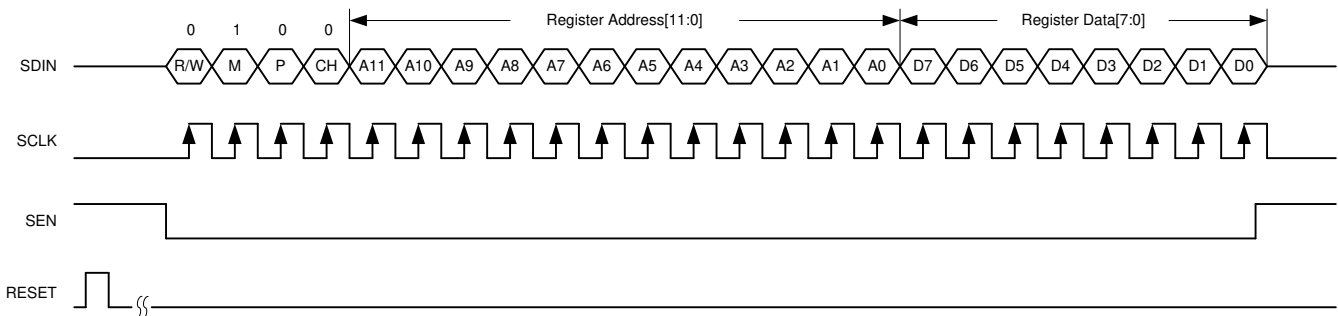 Register Address[11:0] Register Data[7:0]
0 1 0 0
SDIN R/W M P CH A11 A10 A9 A8 A7 A6 A5 A4 A3 A2 A1 A0 D7 D6 D5 D4 D3 D2 D1 D0
SCLK
SEN
RESET